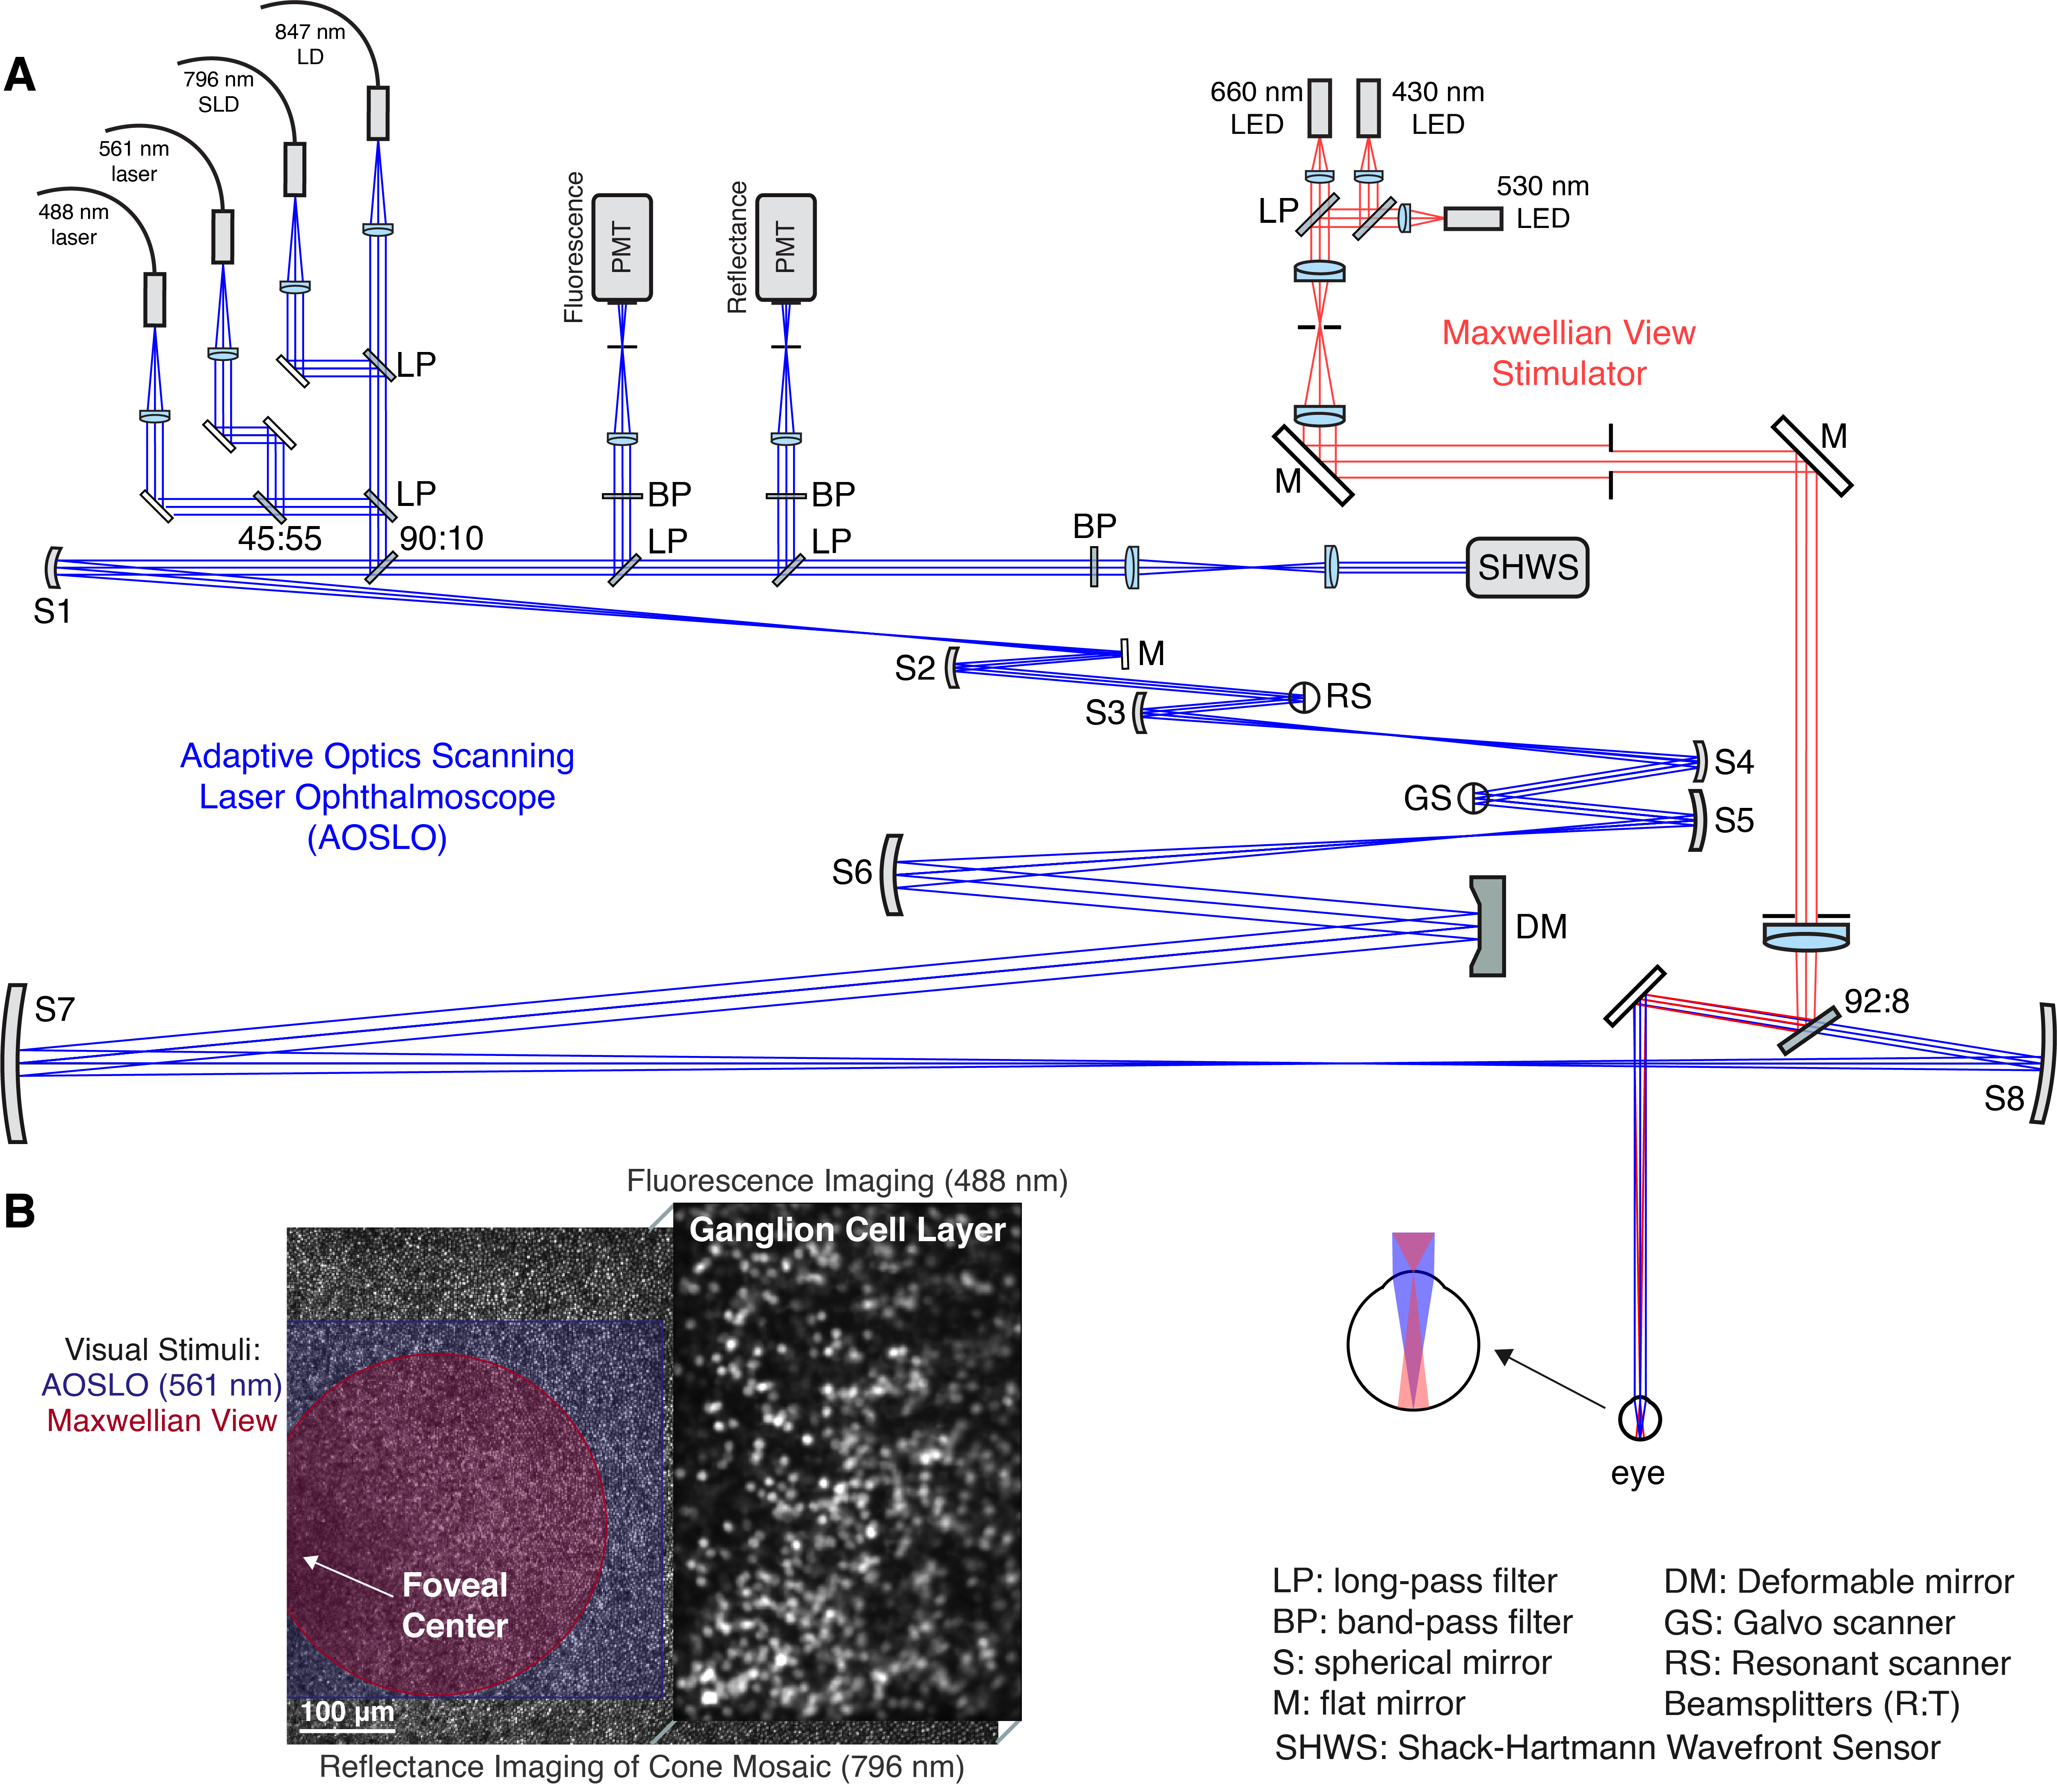 A
847 nm
LD
796 nm
SLD
561 nm
laser
488 nm
laser
LP
LP
45:55
90:10
Fluorescence
PMT
Reflectance
PMT
BP
BP
LP
LP
660 nm
LED
430 nm
LED
530 nm
LED
LP
Maxwellian View
Stimulator
M
M
BP
SHWS
S1
M
S2
RS
S3
S4
GS
S5
S6
DM
Adaptive Optics Scanning
Laser Ophthalmoscope
(AOSLO)
S7
92:8
S8
eye
B
Fluorescence Imaging (488 nm)
Ganglion Cell Layer
Visual Stimuli:
AOSLO (561 nm)
Maxwellian View
Foveal
Center
100 µm
Reflectance Imaging of Cone Mosaic (796 nm)
LP: long-pass filter
BP: band-pass filter
S: spherical mirror
M: flat mirror
DM: Deformable mirror
GS: Galvo scanner
RS: Resonant scanner
Beamsplitters (R:T)
SHWS: Shack-Hartmann Wavefront Sensor